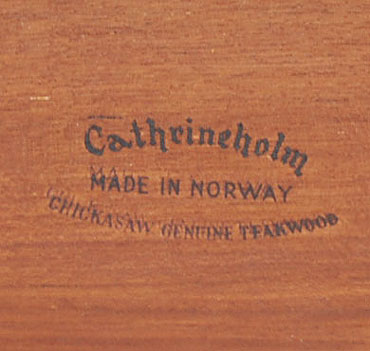 Cathrineholm
MADE IN NORWAY
CHICKASAW GENUINE TEAKWOOD